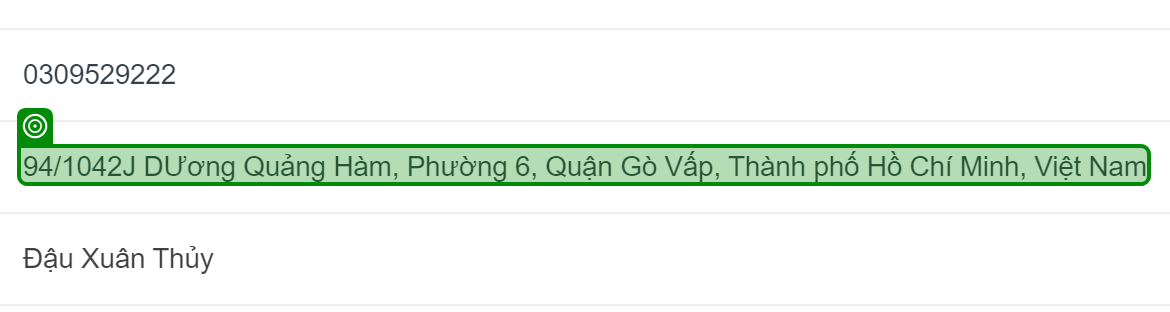 0309529222
94/1042J DƯơng Quảng Hàm, Phường 6, Quận Gò Vấp, Thành phố Hồ Chí Minh, Việt Nam
Đậu Xuân Thủy